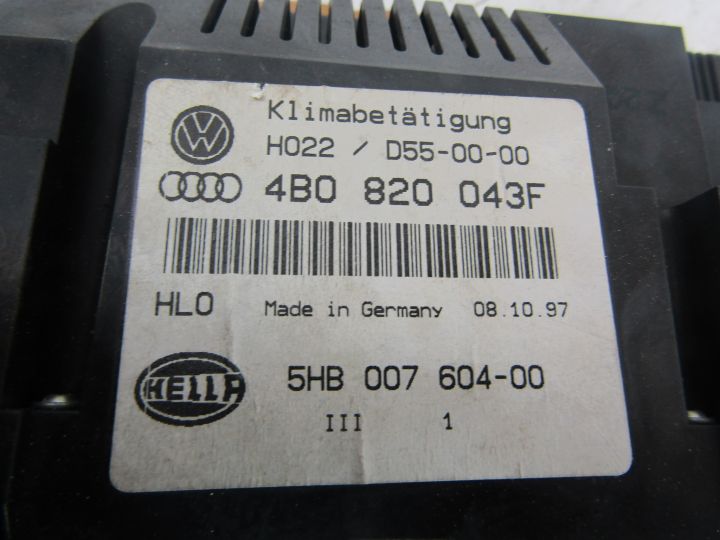 Klimabetätigung
H022 / D55-00-00
4B0 820 043F
HLO Made in Germany 08.10.97
HELLA 5HB 007 604-00
III 1